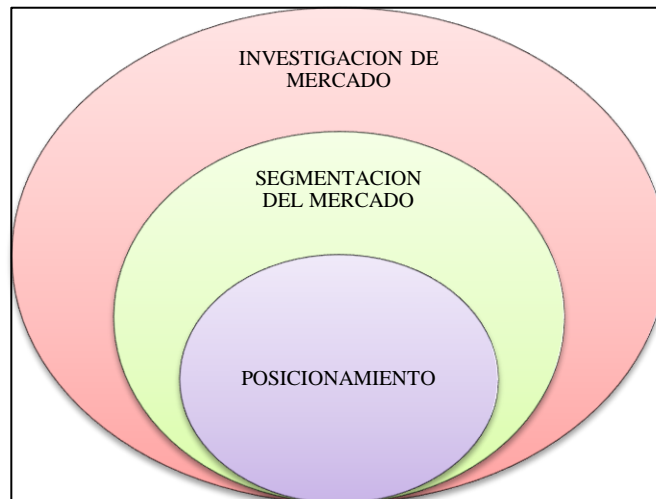 INVESTIGACION DE
MERCADO
SEGMENTACION
DEL MERCADO
POSICIONAMIENTO